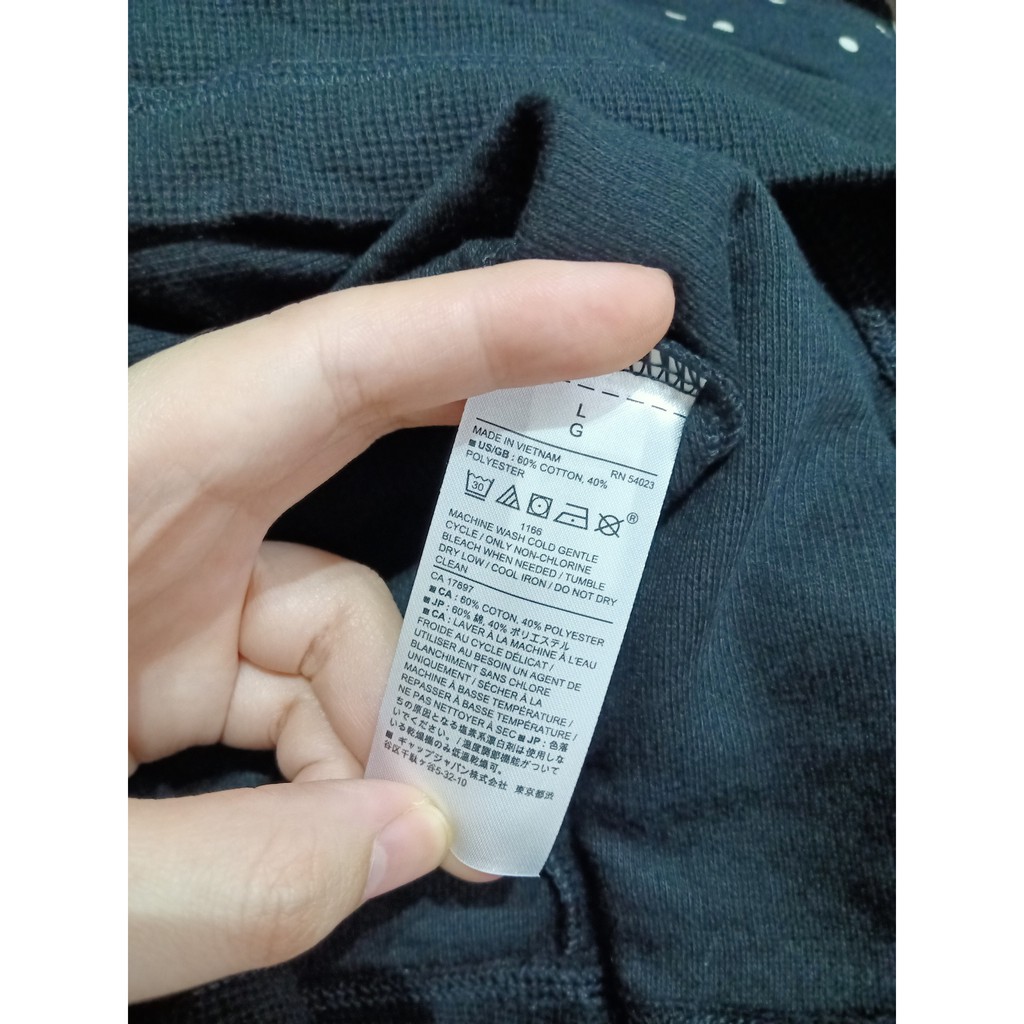 L
G
MADE IN VIETNAM RN 54023
■ US/GB : 60% COTTON, 40%
POLYESTER
30
®
1166
MACHINE WASH COLD GENTLE
CYCLE / ONLY NON-CHLORINE
BLEACH WHEN NEEDED / TUMBLE
DRY LOW / COOL IRON / DO NOT DRY
CLEAN
CA 17897
■ CA : 60% COTON, 40% POLYESTER
■ JP : 60% 綿, 40% ポリエステル
■ CA : LAVER À LA MACHINE À L'EAU
FROIDE AU CYCLE DÉLICAT /
UTILISER AU BESOIN UN AGENT DE
BLANCHIMENT SANS CHLORE
UNIQUEMENT / SÉCHER À LA
MACHINE À BASSE TEMPÉRATURE /
REPASSER À BASSE TEMPÉRATURE /
NE PAS NETTOYER À SEC ■ JP : 色落
ちの原因となる塩素系漂白剤は使用しな
いでください。 / 温度調節機能がついて
いる乾燥機のみ低温乾燥可。
■ ギャップジャパン株式会社 東京都渋
谷区千駄ヶ谷5-32-10